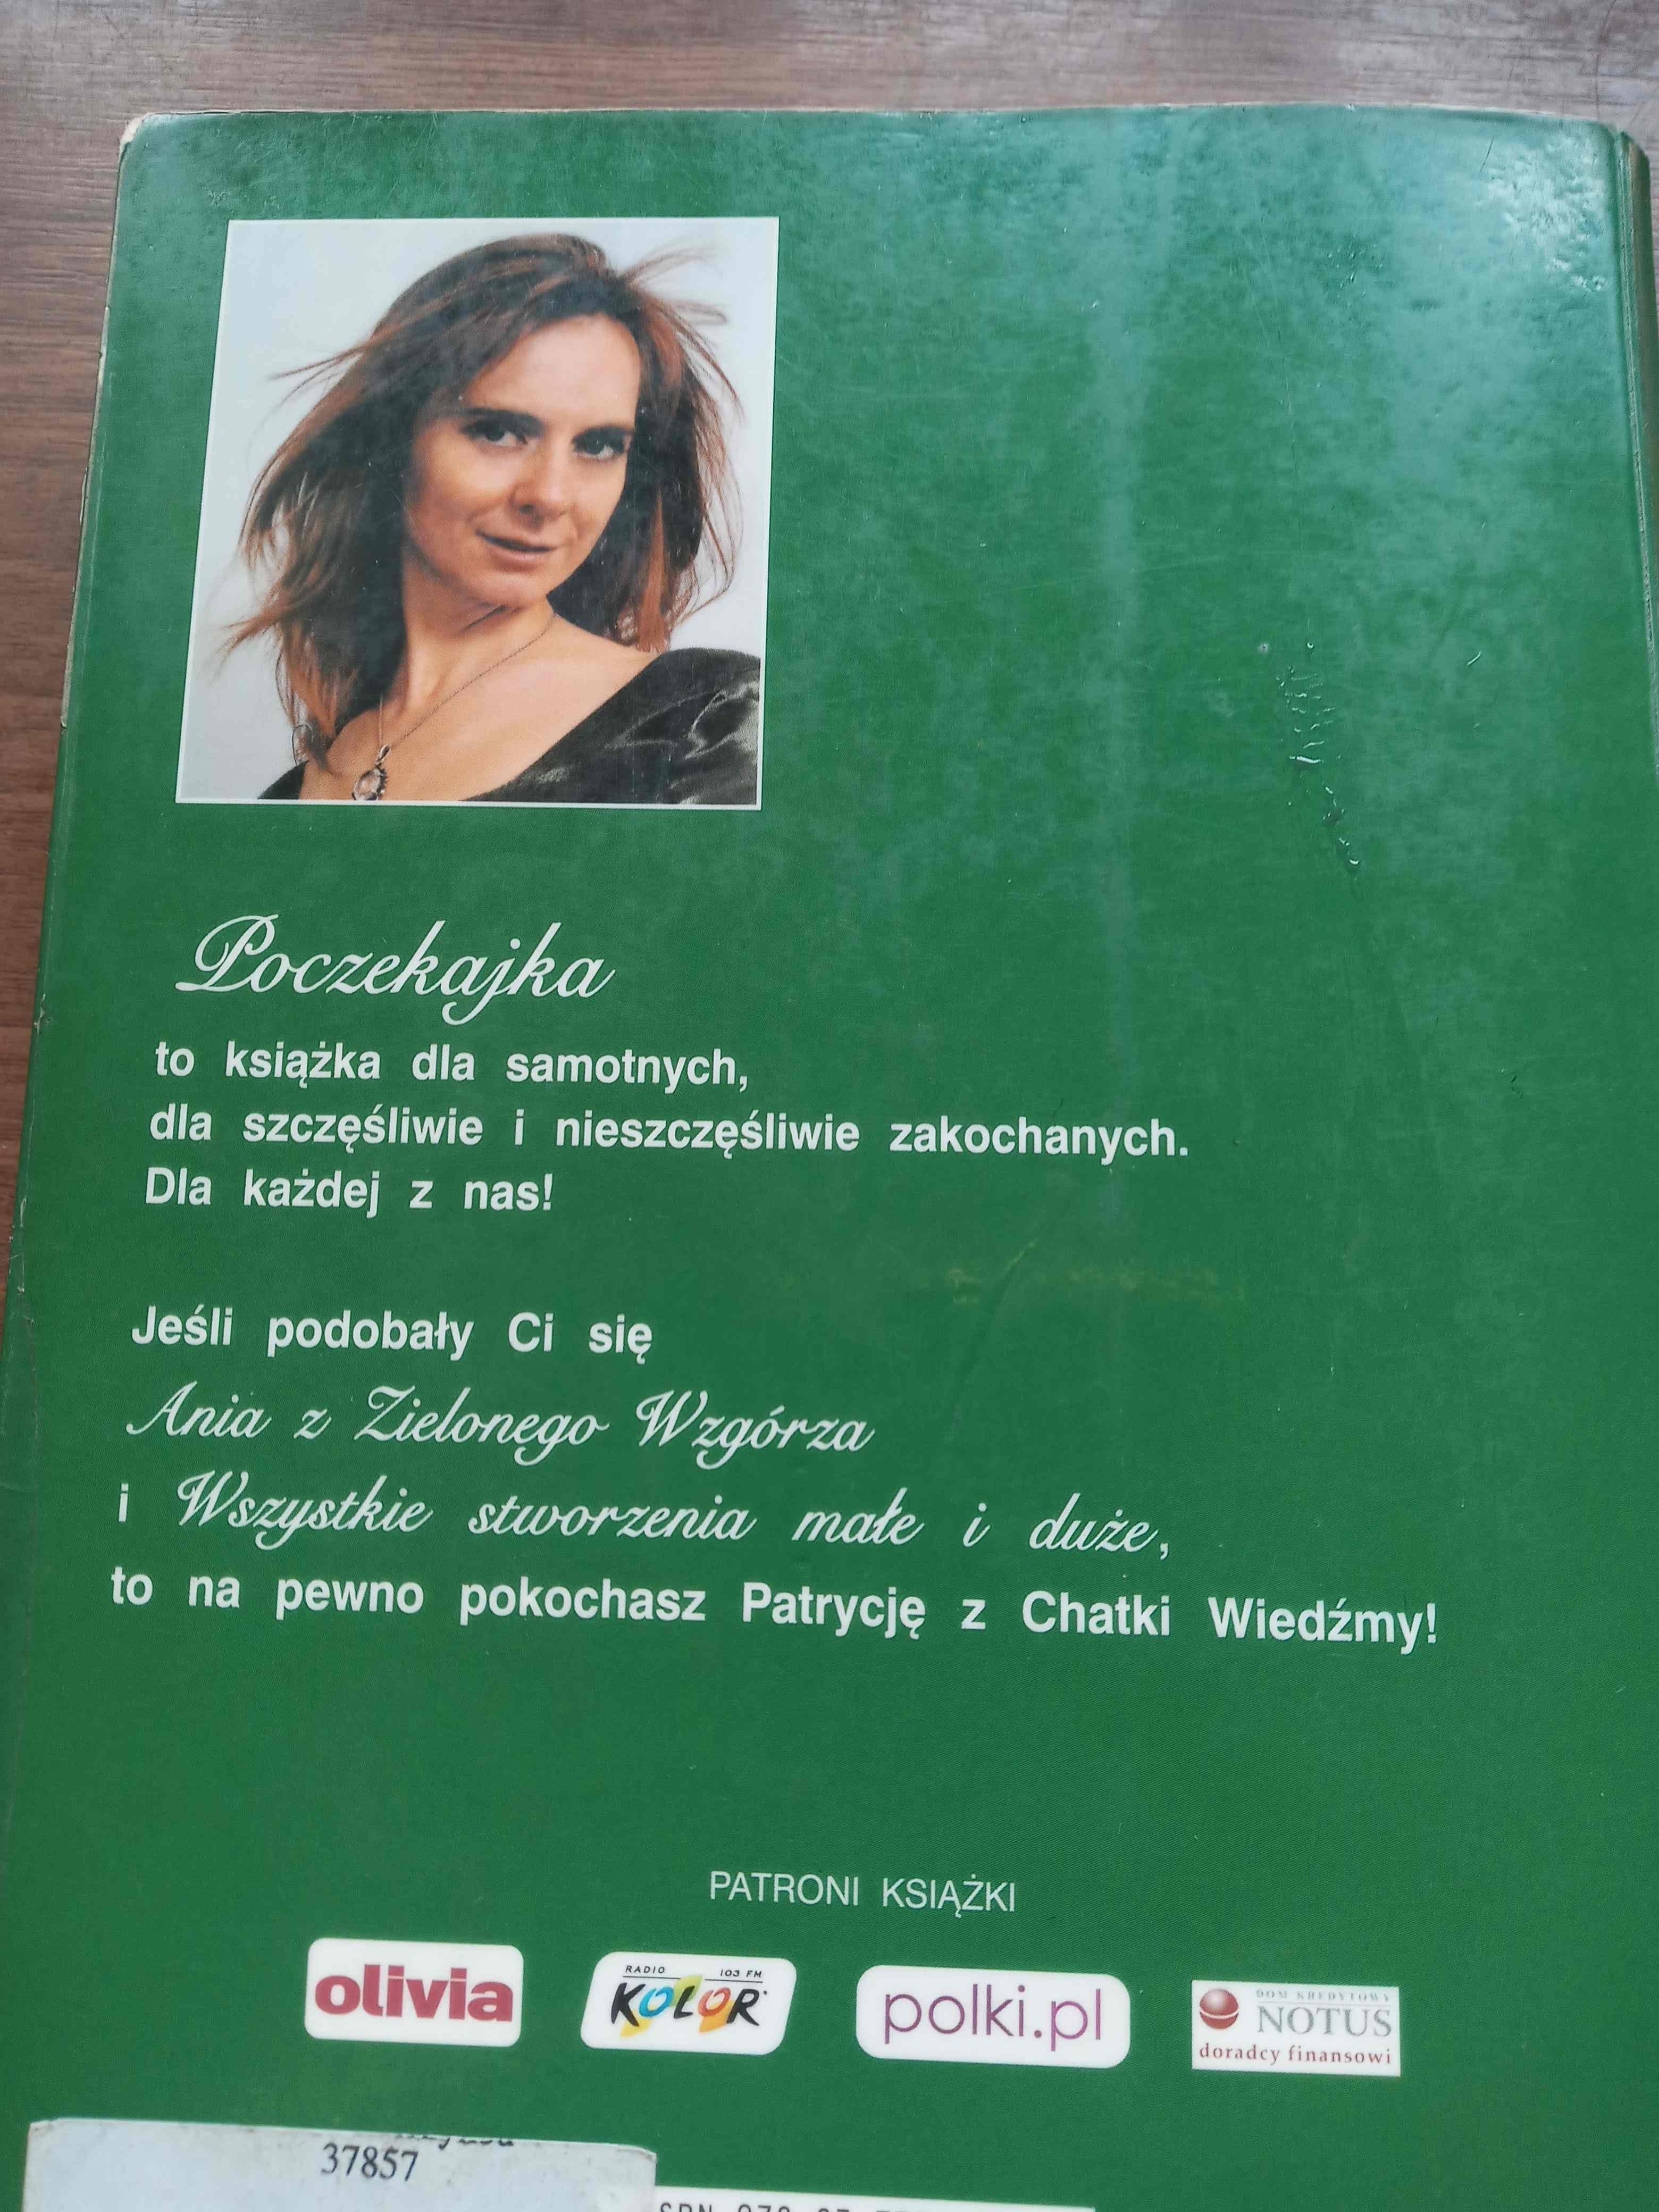 Poczekajka
to książka dla samotnych,
dla szczęśliwie i nieszczęśliwie zakochanych.
Dla każdej z nas!
Jeśli podobały Ci się
Ania z Zielonego Wzgórza
i Wszystkie stworzenia małe i duże,
to na pewno pokochasz Patrycję z Chatki Wiedźmy!
PATRONI KSIĄŻKI
olivia
RADIO 103 FM
KOLOR
polki.pl
DOM KREDYTOWY
NOTUS
doradcy finansowi
37857